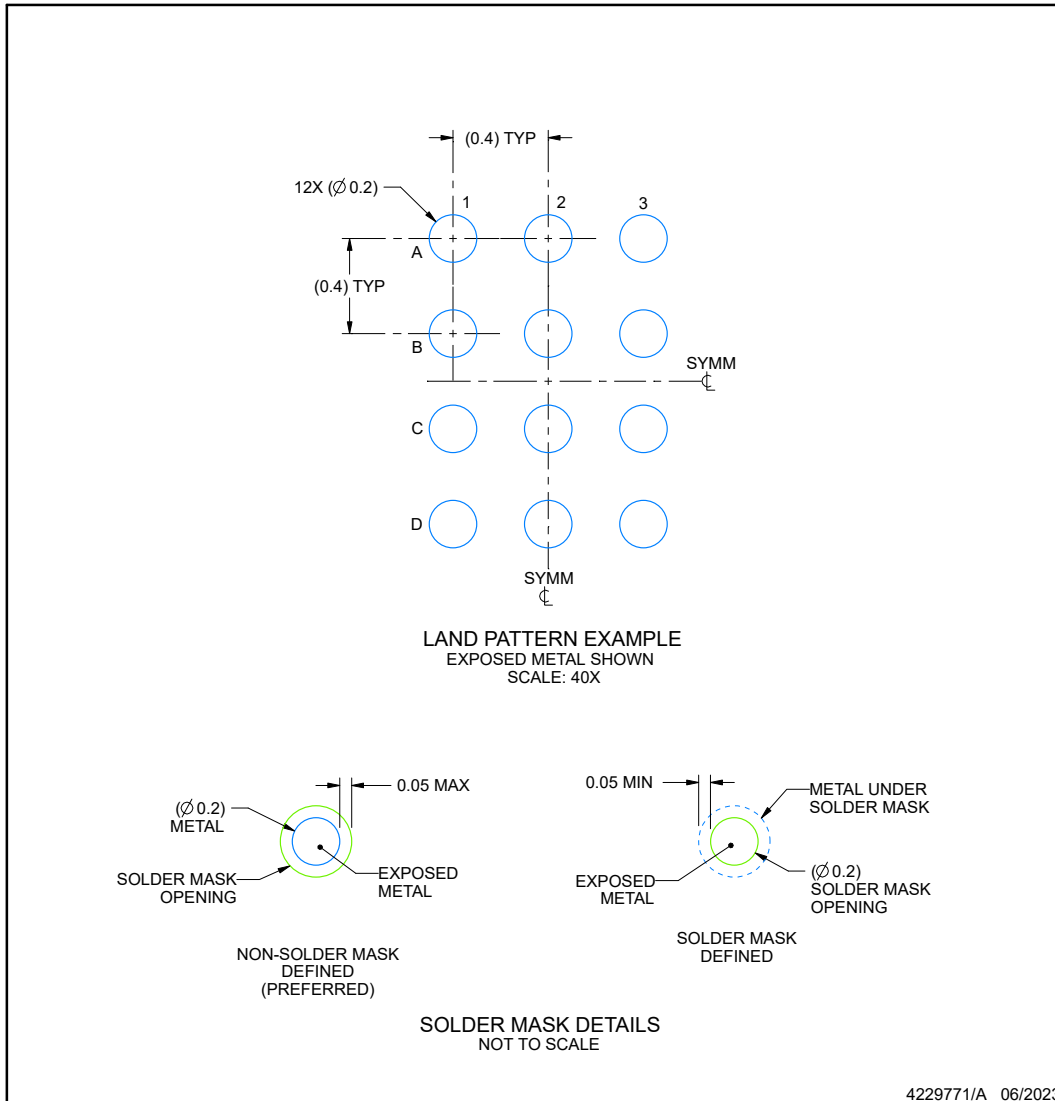 (0.4) TYP
12X (∅ 0.2)
1
2
3
A
(0.4) TYP
B
SYMM
℄
C
D
SYMM
℄
LAND PATTERN EXAMPLE
EXPOSED METAL SHOWN
SCALE: 40X
0.05 MAX
(∅ 0.2)
METAL
SOLDER MASK
OPENING
EXPOSED
METAL
NON-SOLDER MASK
DEFINED
(PREFERRED)
0.05 MIN
METAL UNDER
SOLDER MASK
EXPOSED
METAL
(∅ 0.2)
SOLDER MASK
OPENING
SOLDER MASK
DEFINED
SOLDER MASK DETAILS
NOT TO SCALE
4229771/A 06/2023